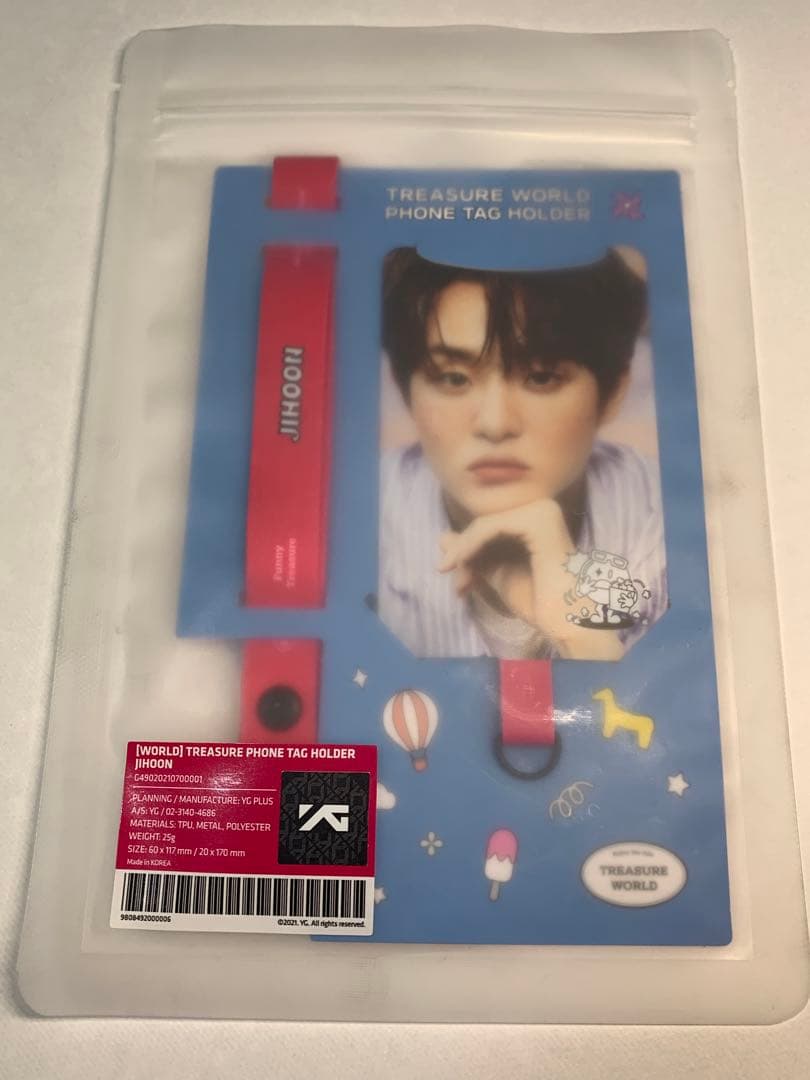 TREASURE WORLD
PHONE TAG HOLDER
JIHOON
Funny
Treasure
[WORLD] TREASURE PHONE TAG HOLDER
JIHOON
G49020210700001
PLANNING / MANUFACTURE: YG PLUS
A/S: YG / 02-3140-4686
MATERIALS: TPU, METAL, POLYESTER
WEIGHT: 25g
SIZE: 60 x 117 mm / 20 x 170 mm
Made in KOREA
YG
9808492000006
©2021. YG. All rights reserved.
TREASURE
WORLD